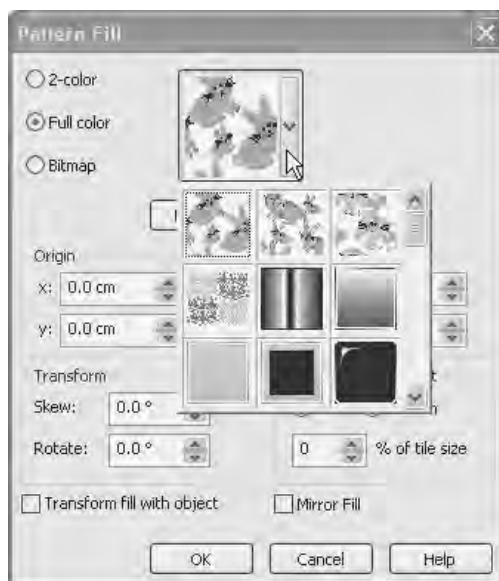 Pattern Fill
2-color
Full color
Bitmap
Origin
x: 0.0 cm
y: 0.0 cm
Transform
Skew: 0.0 °
Rotate: 0.0 °
0 % of tile size
Transform fill with object
Mirror Fill
OK
Cancel
Help